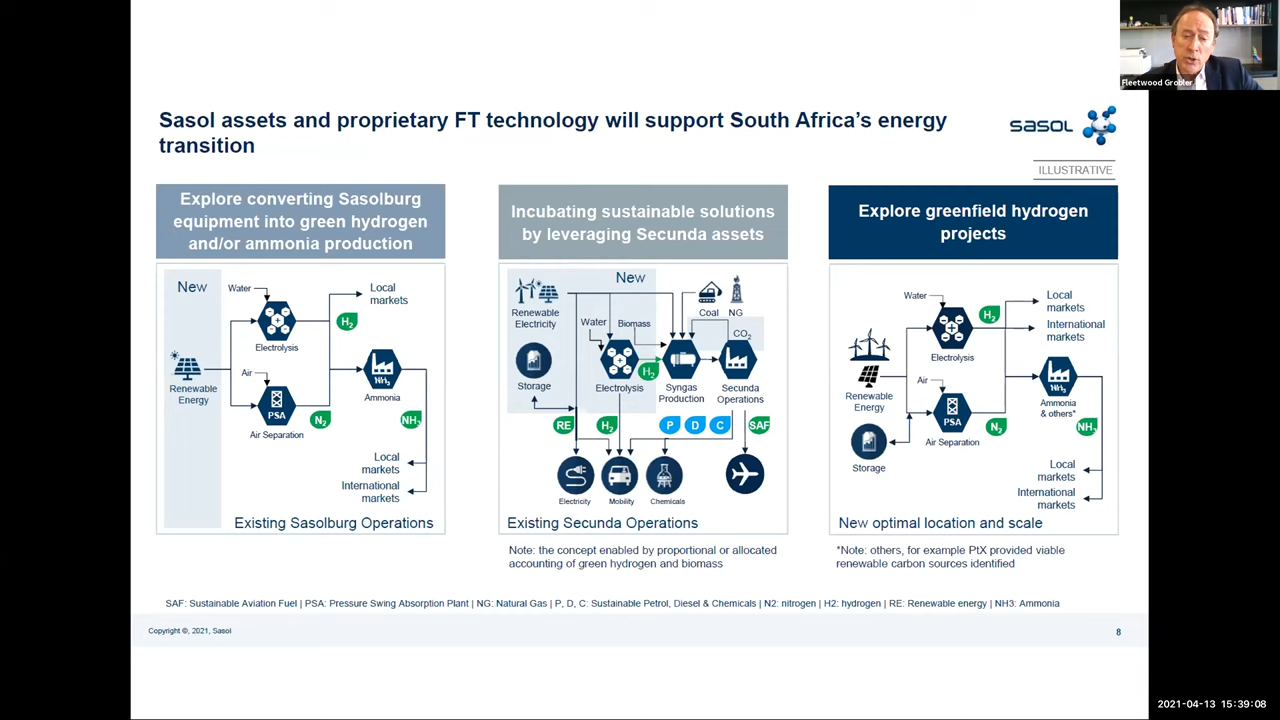 Fleetwood Grobler
Sasol assets and proprietary FT technology will support South Africa's energy
transition
sasol
ILLUSTRATIVE
Explore converting Sasolburg
equipment into green hydrogen
and/or ammonia production
New
Water
Local
markets
H2
Electrolysis
Air
NH3
Renewable
Energy
Ammonia
PSA
N2
NH3
Air Separation
Local
markets
International
markets
Existing Sasolburg Operations
Incubating sustainable solutions
by leveraging Secunda assets
New
Renewable
Electricity
Coal
NG
Water
Biomass
CO2
Storage
H2
Electrolysis
Syngas
Production
Secunda
Operations
RE
H2
P
D
C
SAF
Electricity
Mobility
Chemicals
Existing Secunda Operations
Note: the concept enabled by proportional or allocated
accounting of green hydrogen and biomass
Explore greenfield hydrogen
projects
Water
Local
markets
H2
International
markets
Electrolysis
Air
NH3
Renewable
Energy
Ammonia
& others*
PSA
N2
NH3
Air Separation
Storage
Local
markets
International
markets
New optimal location and scale
*Note: others, for example PtX provided viable
renewable carbon sources identified
SAF: Sustainable Aviation Fuel | PSA: Pressure Swing Absorption Plant | NG: Natural Gas | P, D, C: Sustainable Petrol, Diesel & Chemicals | N2: nitrogen | H2: hydrogen | RE: Renewable energy | NH3: Ammonia
Copyright ©, 2021, Sasol
8
2021-04-13 15:39:08